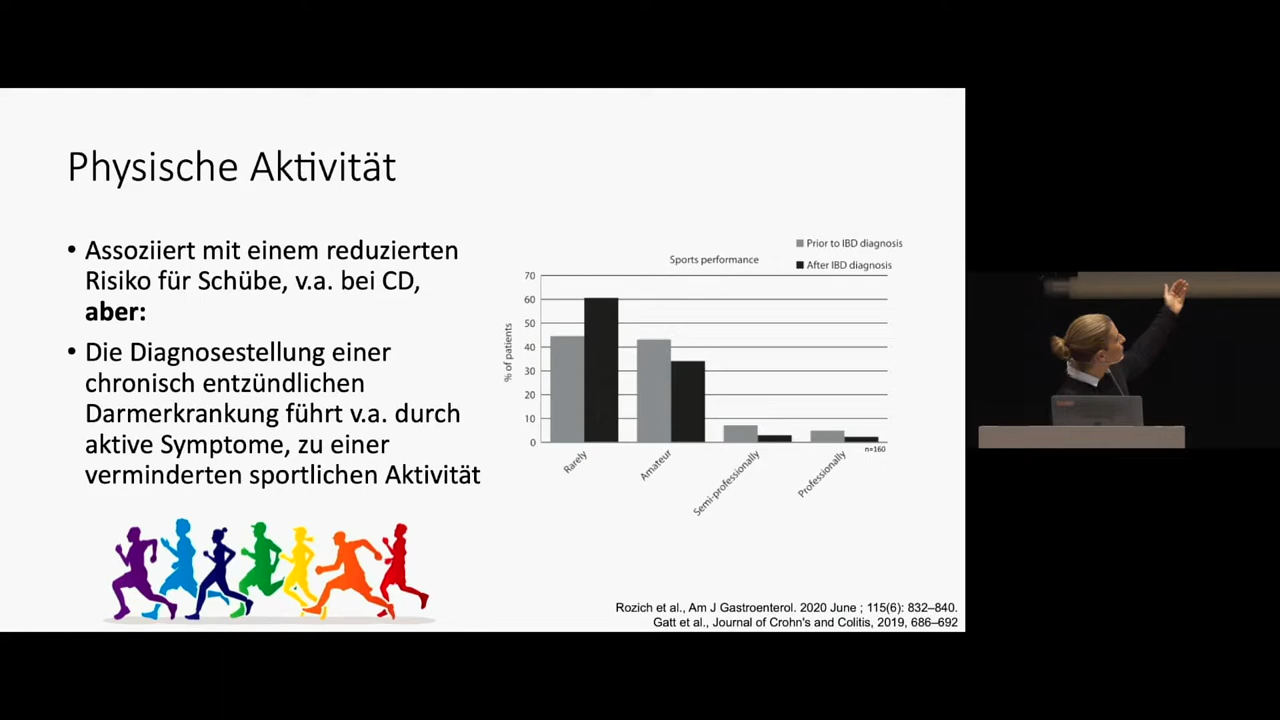 Physische Aktivität
• Assoziiert mit einem reduzierten
Risiko für Schübe, v.a. bei CD,
aber:
• Die Diagnosestellung einer
chronisch entzündlichen
Darmerkrankung führt v.a. durch
aktive Symptome, zu einer
verminderten sportlichen Aktivität
Prior to IBD diagnosis
After IBD diagnosis
Sports performance
% of patients
70
60
50
40
30
20
10
0
Rarely
Amateur
Semi-professionally
Professionally
n=160
Rozich et al., Am J Gastroenterol. 2020 June ; 115(6): 832–840.
Gatt et al., Journal of Crohn's and Colitis, 2019, 686–692